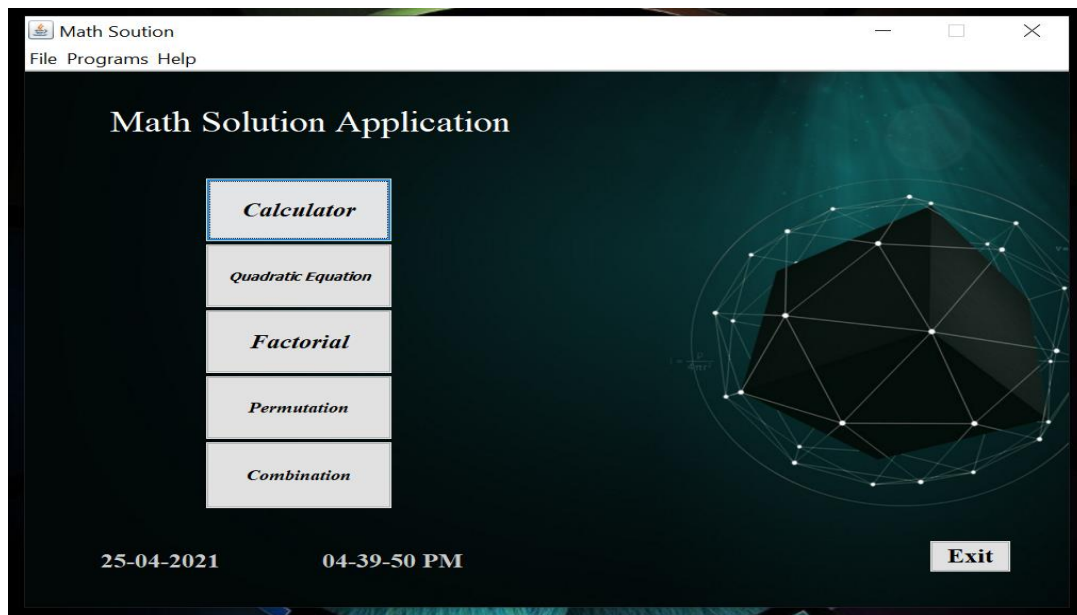 Math Soution
File Programs Help
Math Solution Application
Calculator
Quadratic Equation
Factorial
Permutation
Combination
25-04-2021 04-39-50 PM
Exit